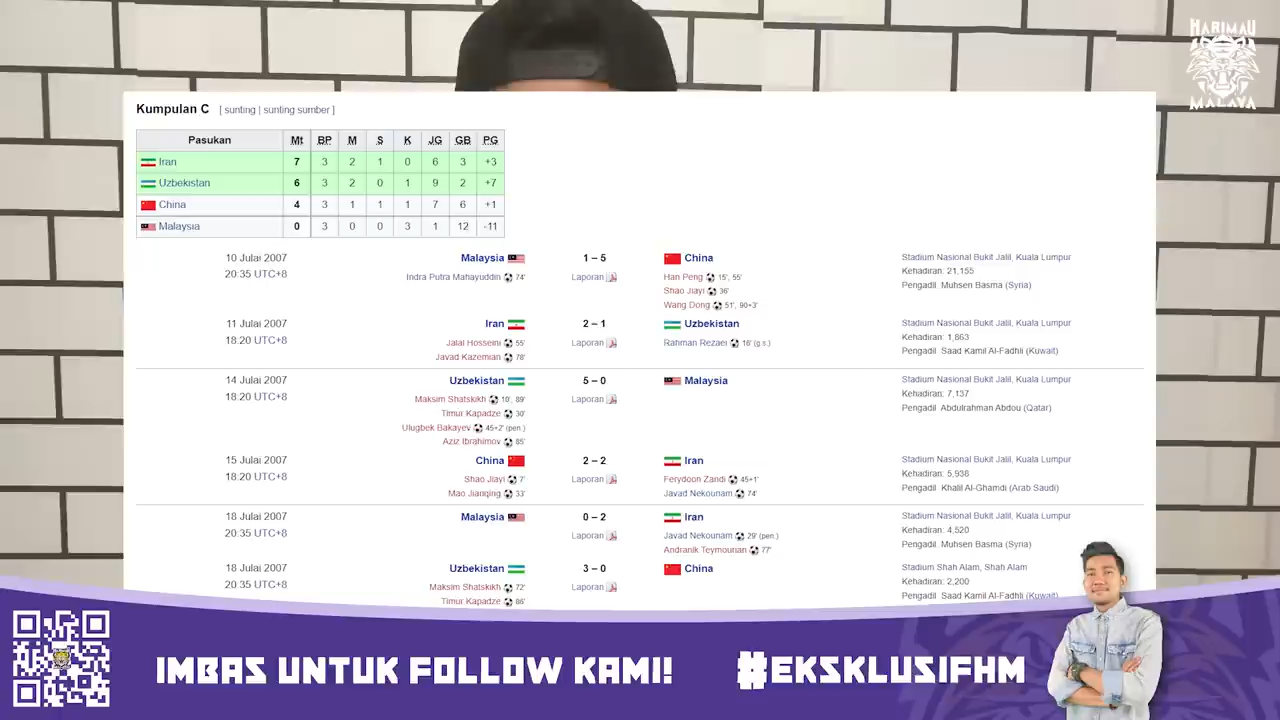 HARIMAU
MALAYA
Kumpulan C [ sunting | sunting sumber ]
Pasukan Mt BP M S K JG GB PG
Iran 7 3 2 1 0 6 3 +3
Uzbekistan 6 3 2 0 1 9 2 +7
China 4 3 1 1 1 7 6 +1
Malaysia 0 3 0 0 3 1 12 -11
10 Julai 2007 Malaysia 1 – 5 China Stadium Nasional Bukit Jalil, Kuala Lumpur
20:35 UTC+8 Indra Putra Mahayuddin 74' Laporan Han Peng 15', 55' Kehadiran: 21,155
Shao Jiayi 36' Pengadil: Muhsen Basma (Syria)
Wang Dong 51', 90+3'
11 Julai 2007 Iran 2 – 1 Uzbekistan Stadium Nasional Bukit Jalil, Kuala Lumpur
18:20 UTC+8 Jalal Hosseini 55' Laporan Rahman Rezaei 16' (g.s.) Kehadiran: 1,863
Javad Kazemian 78' Pengadil: Saad Kamil Al-Fadhli (Kuwait)
14 Julai 2007 Uzbekistan 5 – 0 Malaysia Stadium Nasional Bukit Jalil, Kuala Lumpur
18:20 UTC+8 Maksim Shatskikh 10', 89' Laporan Kehadiran: 7,137
Timur Kapadze 30' Pengadil: Abdulrahman Abdou (Qatar)
Ulugbek Bakayev 45+2' (pen.)
Aziz Ibrahimov 85'
15 Julai 2007 China 2 – 2 Iran Stadium Nasional Bukit Jalil, Kuala Lumpur
18:20 UTC+8 Shao Jiayi 7' Laporan Ferydoon Zandi 45+1' Kehadiran: 5,938
Mao Jianqing 33' Javad Nekounam 74' Pengadil: Khalil Al-Ghamdi (Arab Saudi)
18 Julai 2007 Malaysia 0 – 2 Iran Stadium Nasional Bukit Jalil, Kuala Lumpur
20:35 UTC+8 Laporan Javad Nekounam 29' (pen.) Kehadiran: 4,520
Andranik Teymourian 77' Pengadil: Muhsen Basma (Syria)
18 Julai 2007 Uzbekistan 3 – 0 China Stadium Shah Alam, Shah Alam
20:35 UTC+8 Maksim Shatskikh 72' Laporan Kehadiran: 2,200
Timur Kapadze 86' Pengadil: Saad Kamil Al-Fadhli (Kuwait)
IMBAS UNTUK FOLLOW KAMI! #EKSKLUSIFHM